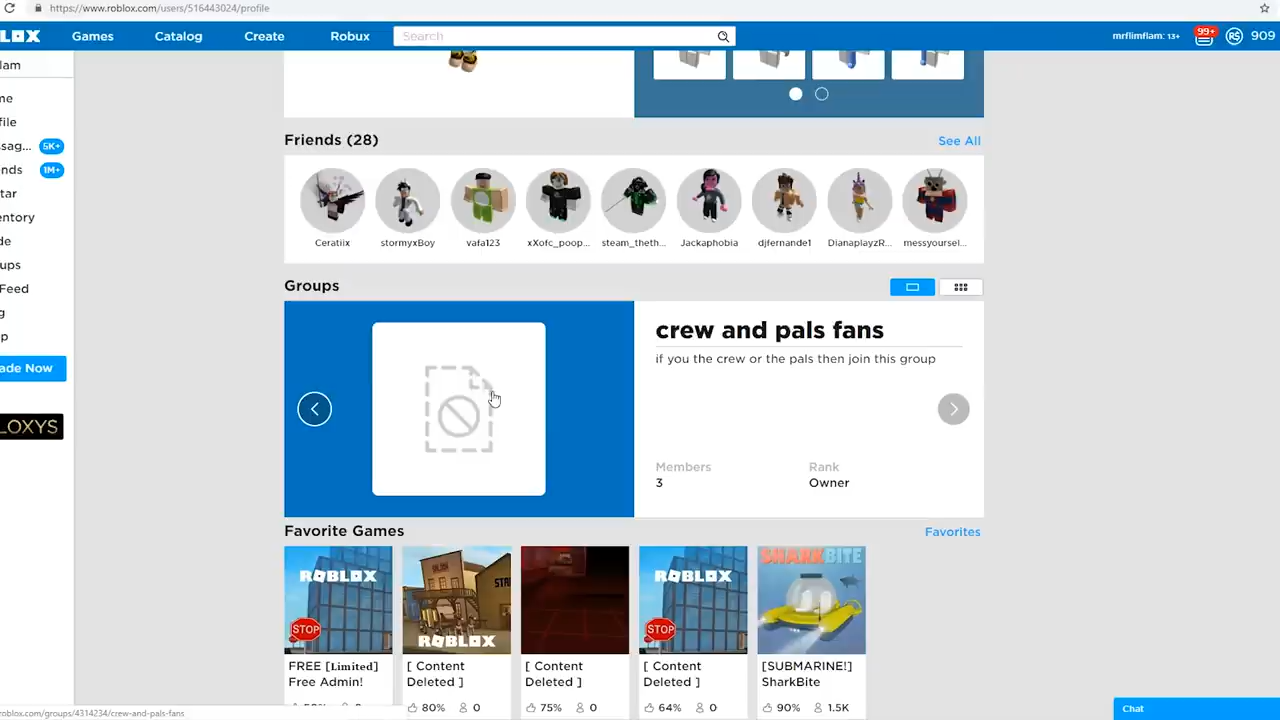 https://www.roblox.com/users/516443024/profile
LOX
Games
Catalog
Create
Robux
Search
mrflimflam: 13+
99+
909
lam
me
file
ssag...
5K+
nds
1M+
tar
entory
de
ups
Feed
g
p
ade Now
OXYS
Friends (28)
See All
Ceratiix
stormyxBoy
vafa123
xXofc_poop...
steam_theth...
Jackaphobia
djfernande1
DianaplayzR...
messyoursel...
Groups
crew and pals fans
if you the crew or the pals then join this group
Members
3
Rank
Owner
Favorite Games
Favorites
ROBLOX
STOP
FREE [Limited]
Free Admin!
ROBLOX
[ Content
Deleted ]
80%
0
[ Content
Deleted ]
75%
0
ROBLOX
STOP
[ Content
Deleted ]
64%
0
SHARKBITE
[SUBMARINE!]
SharkBite
90%
1.5K
roblox.com/groups/4314234/crew-and-pals-fans
Chat